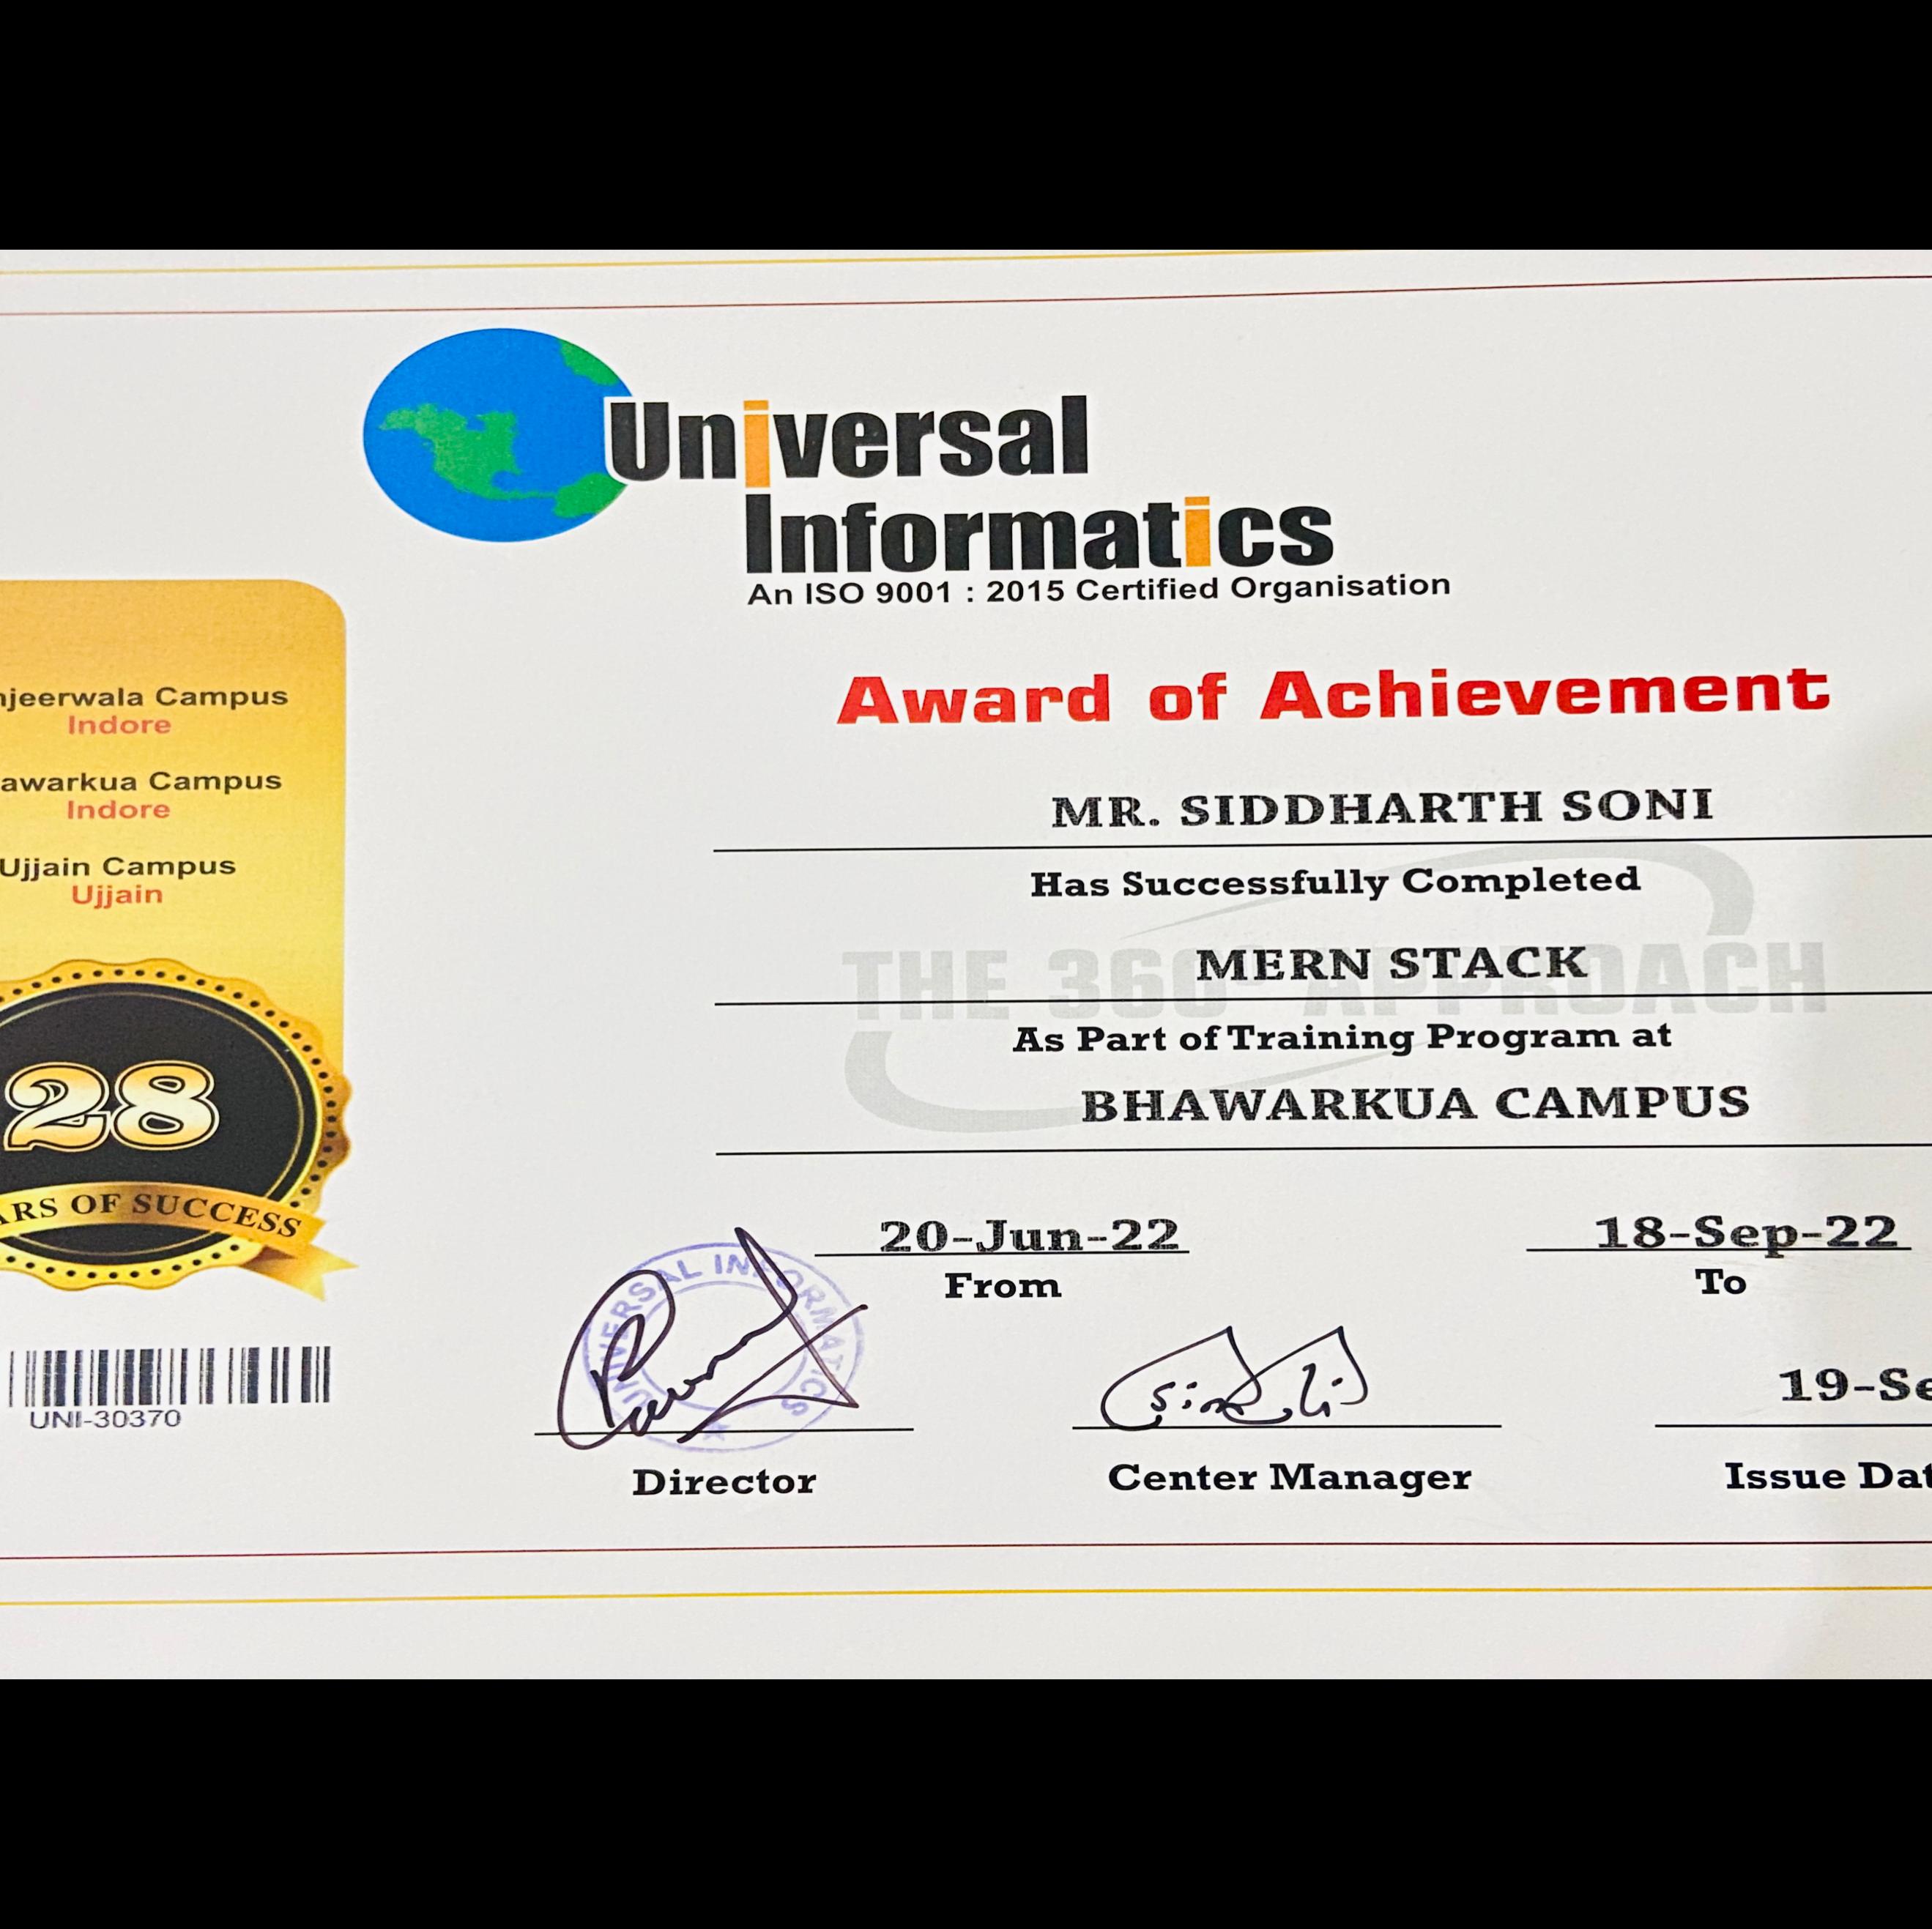 Universal
Informatics
An ISO 9001 : 2015 Certified Organisation
Award of Achievement
njeerwala Campus
Indore
awarkua Campus
Indore
Ujjain Campus
Ujjain
28
ARS OF SUCCESS
UNI-30370
MR. SIDDHARTH SONI
Has Successfully Completed
THE 360° APPROACH
MERN STACK
As Part of Training Program at
BHAWARKUA CAMPUS
20-Jun-22
18-Sep-22
From
To
UNIVERSAL INFORMATICS
19-Se
Director
Center Manager
Issue Dat